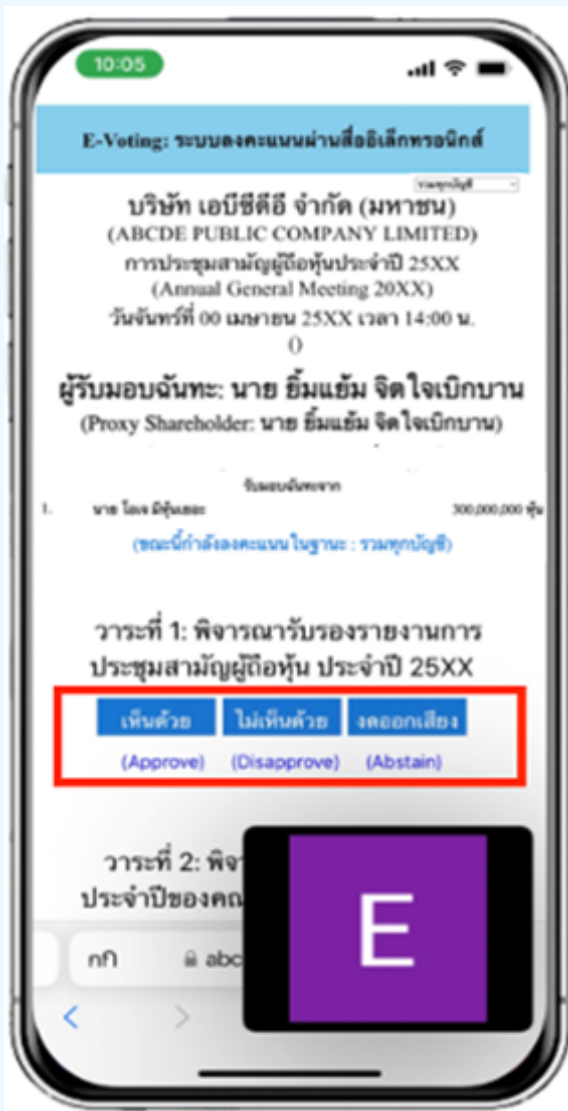 10:05
E-Voting: ระบบลงคะแนนผ่านสื่ออิเล็กทรอนิกส์
รวมทุกบัญชี
บริษัท เอบีซีดีอี จำกัด (มหาชน)
(ABCDE PUBLIC COMPANY LIMITED)
การประชุมสามัญผู้ถือหุ้นประจำปี 25XX
(Annual General Meeting 20XX)
วันจันทร์ที่ 00 เมษายน 25XX เวลา 14:00 น.
()
ผู้รับมอบฉันทะ: นาย ยิ้มแย้ม จิตใจเบิกบาน
(Proxy Shareholder: นาย ยิ้มแย้ม จิตใจเบิกบาน)
รับมอบฉันทะจาก
1. นาย โอเจ มีหุ้นเยอะ 300,000,000 หุ้น
(ขณะนี้กำลังลงคะแนนในฐานะ : รวมทุกบัญชี)
วาระที่ 1: พิจารณารับรองรายงานการ
ประชุมสามัญผู้ถือหุ้น ประจำปี 25XX
เห็นด้วย ไม่เห็นด้วย งดออกเสียง
(Approve) (Disapprove) (Abstain)
วาระที่ 2: พิจา
ประจำปีของคณ
E
กกี abc